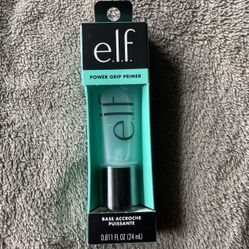 e.l.f.
POWER GRIP PRIMER
e.l.f
BASE ACCROCHE
PUISSANTE
0.811 FL OZ (24 mL)